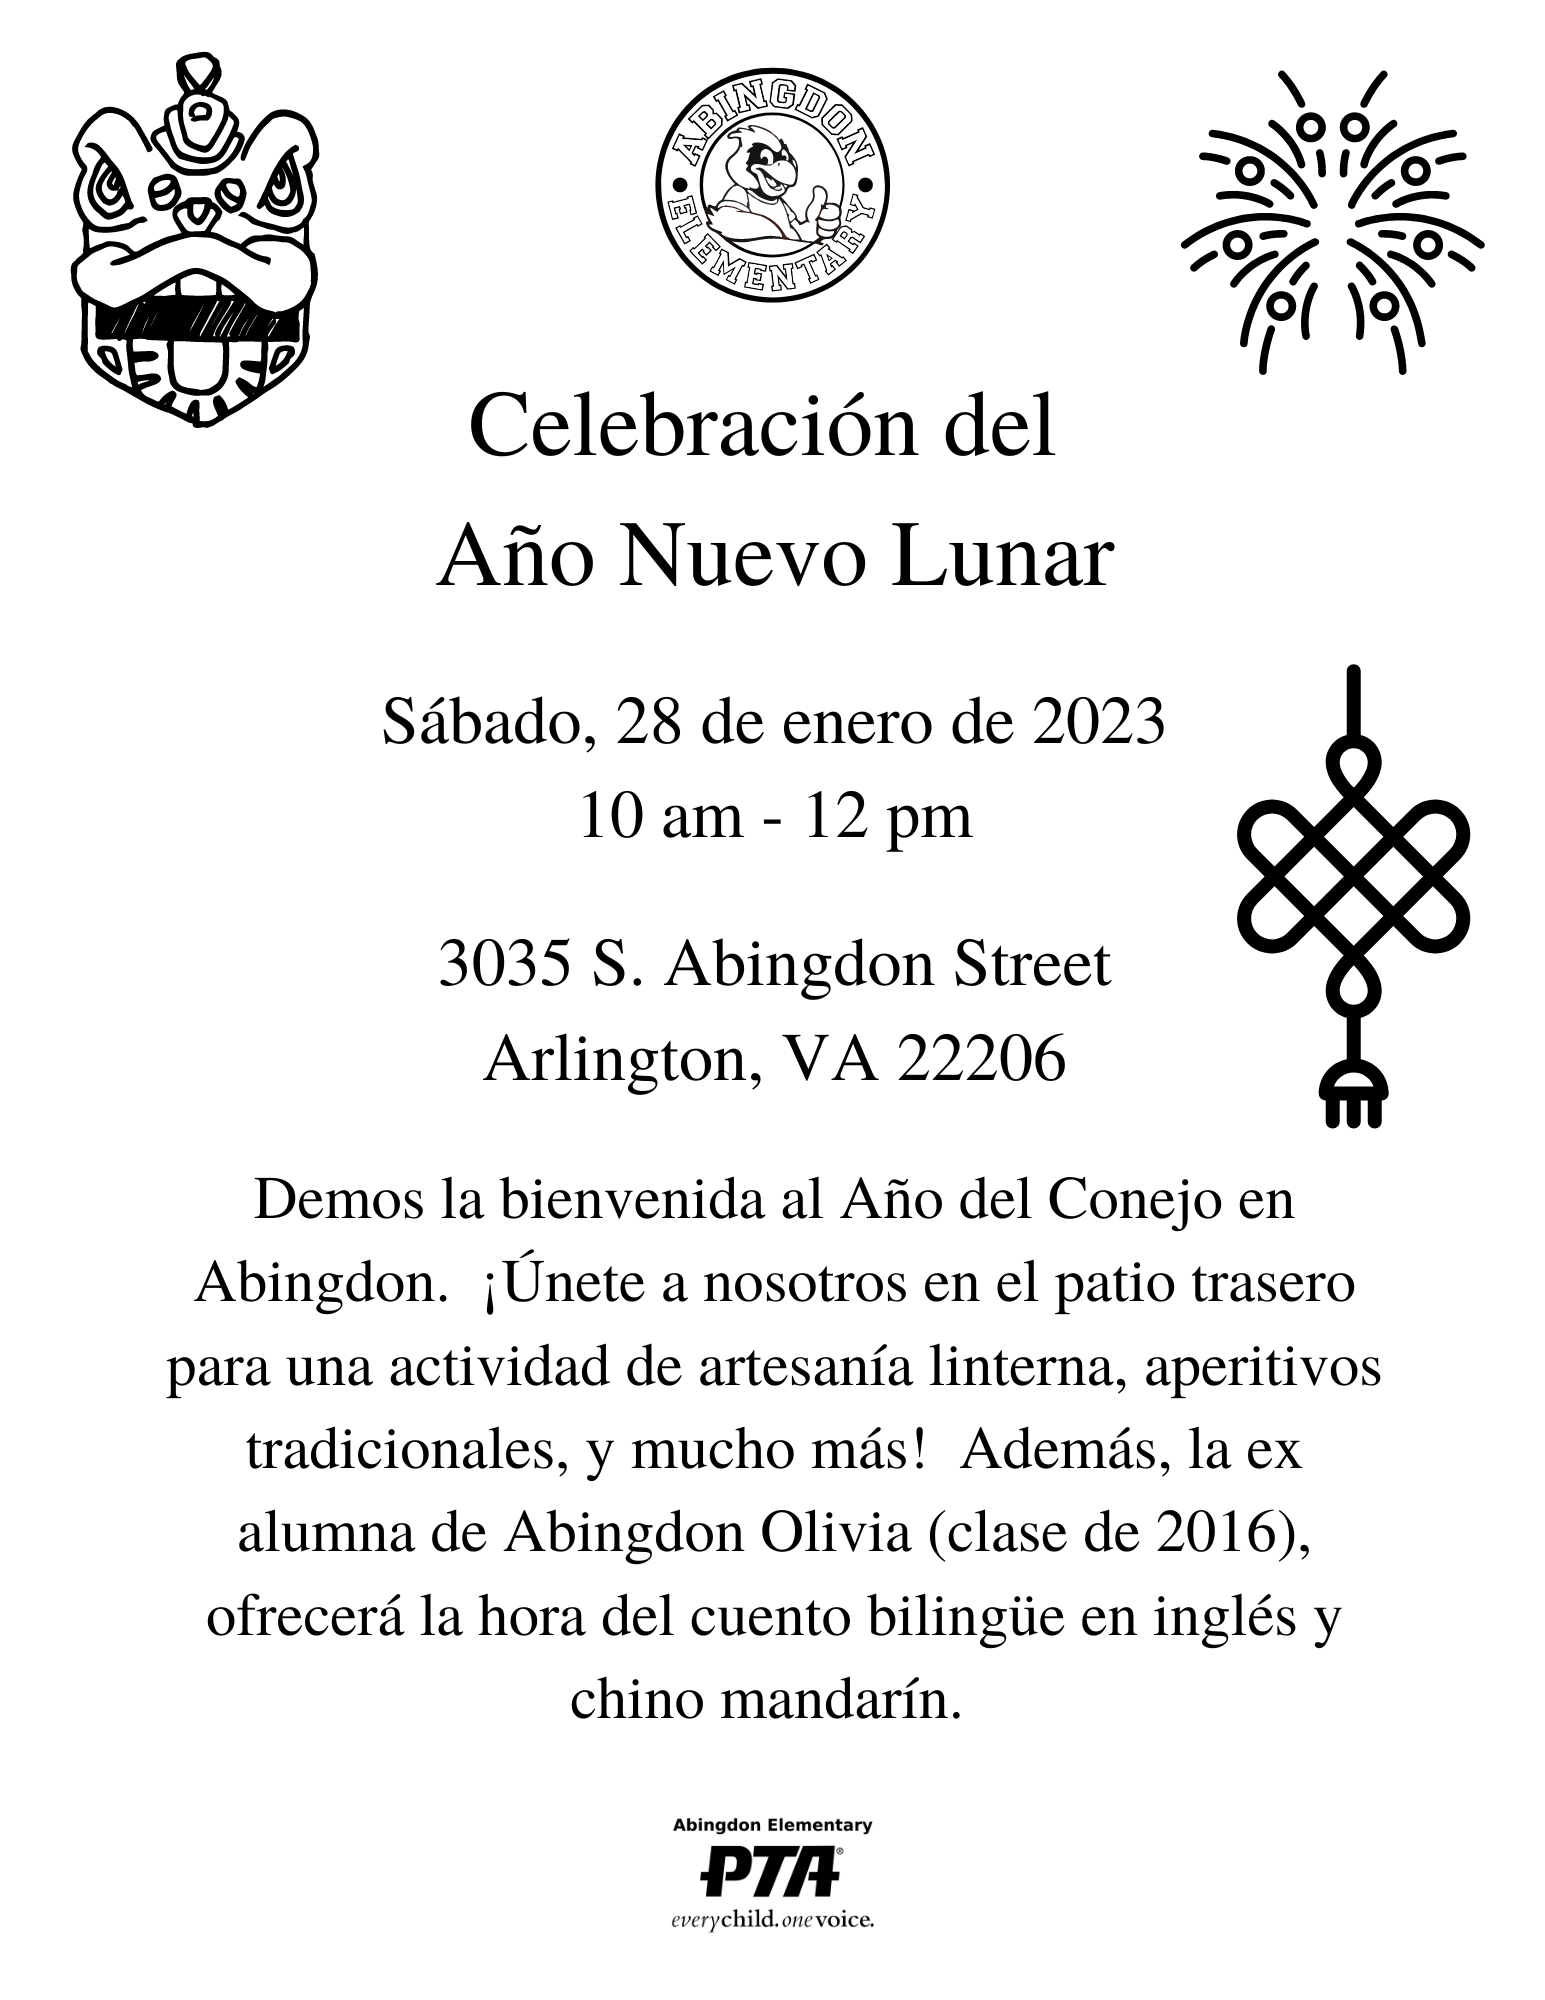 ABINGDON
ELEMENTARY
Celebración del
Año Nuevo Lunar
Sábado, 28 de enero de 2023
10 am - 12 pm
3035 S. Abingdon Street
Arlington, VA 22206
Demos la bienvenida al Año del Conejo en
Abingdon.  ¡Únete a nosotros en el patio trasero
para una actividad de artesanía linterna, aperitivos
tradicionales, y mucho más!  Además, la ex
alumna de Abingdon Olivia (clase de 2016),
ofrecerá la hora del cuento bilingüe en inglés y
chino mandarín.
Abingdon Elementary
PTA®
everychild.onevoice.